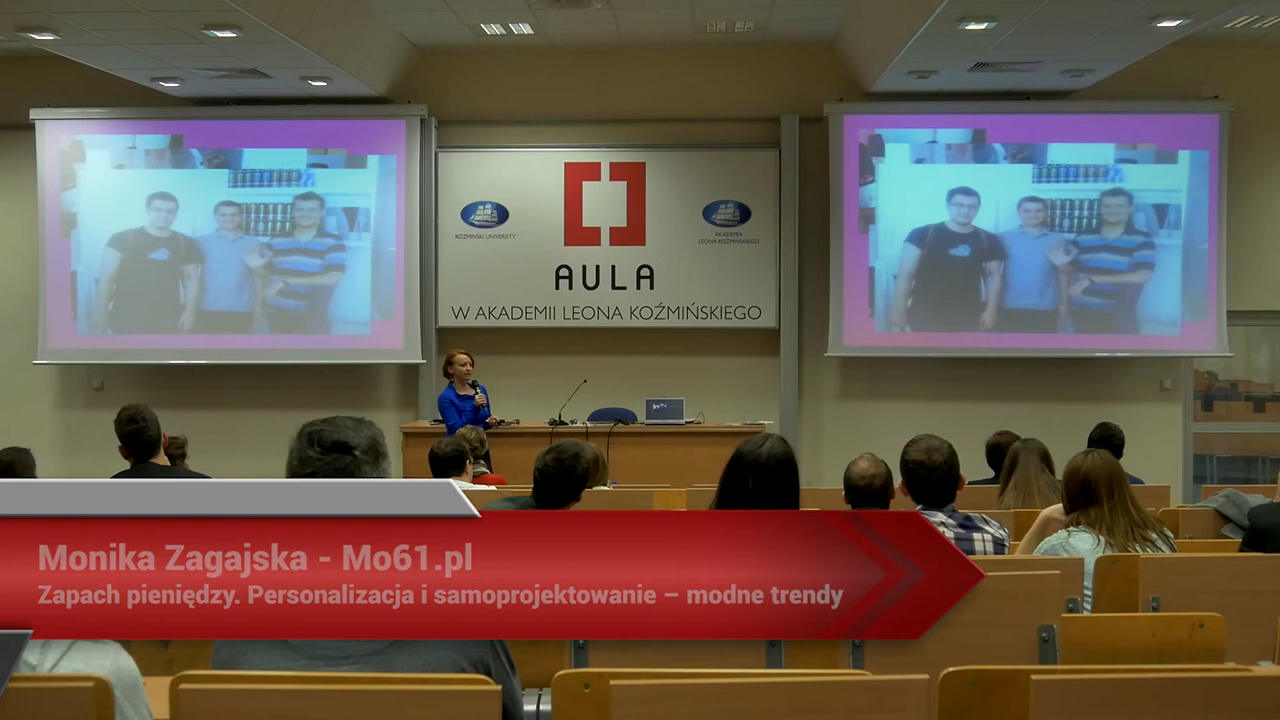 KOZMINSKI UNIVERSITY
AKADEMIA
LEONA KOŹMIŃSKIEGO
AULA
W AKADEMII LEONA KOŹMIŃSKIEGO
Monika Zagajska - Mo61.pl
Zapach pieniędzy. Personalizacja i samoprojektowanie – modne trendy